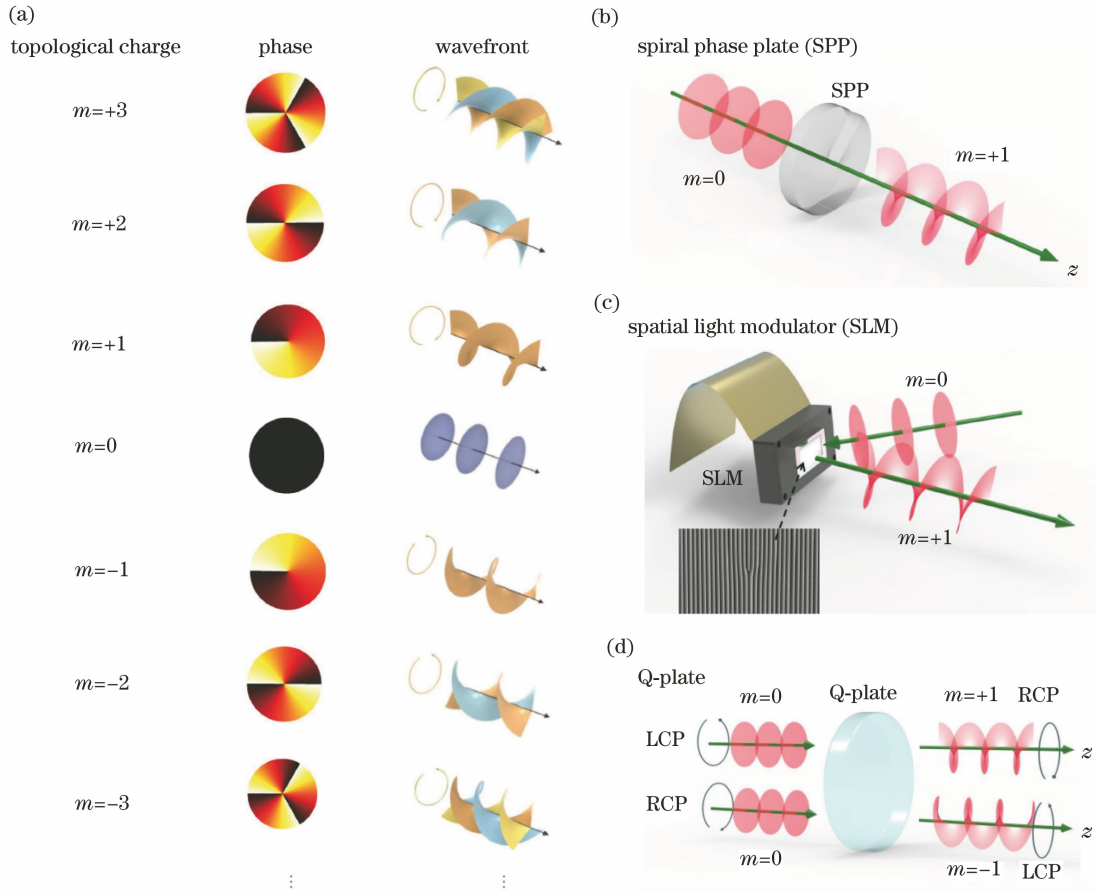 (a)
topological charge phase wavefront
m=+3
m=+2
m=+1
m=0
m=−1
m=−2
m=−3
⋮ ⋮
(b)
spiral phase plate (SPP)
SPP
m=0
m=+1
z
(c)
spatial light modulator (SLM)
m=0
SLM
m=+1
(d)
Q-plate
m=0 Q-plate m=+1 RCP
LCP z
RCP z
m=0 m=−1 LCP